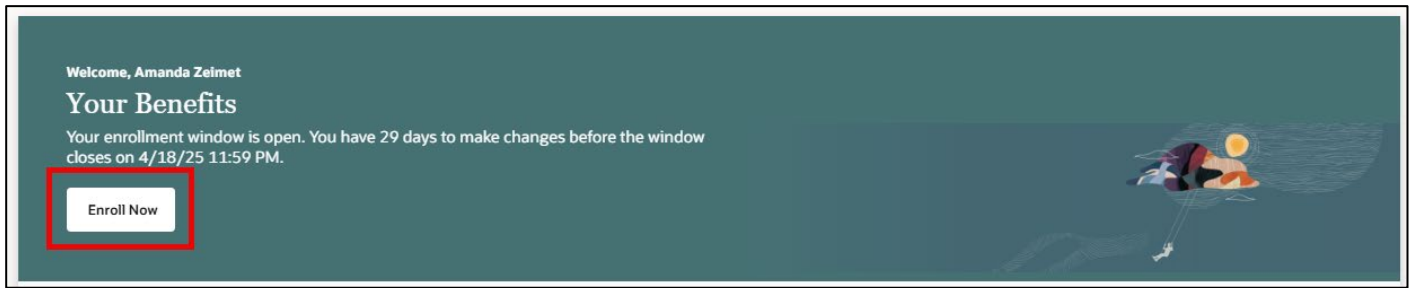 Welcome, Amanda Zeimet
Your Benefits
Your enrollment window is open. You have 29 days to make changes before the window
closes on 4/18/25 11:59 PM.
Enroll Now